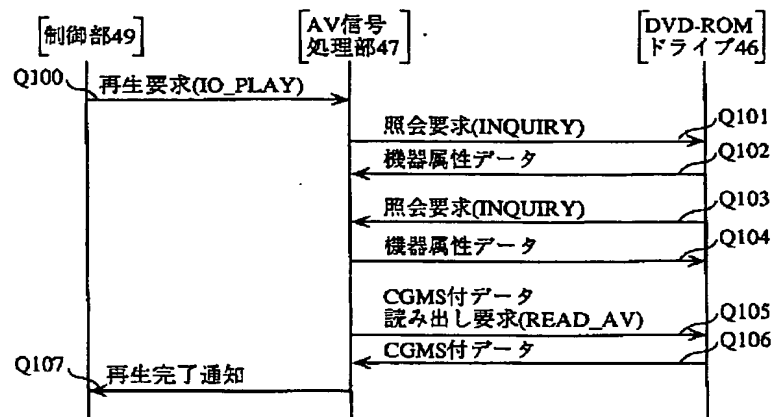 制御部49
AV信号
処理部47
DVD-ROM
ドライブ46
Q100
再生要求(IO_PLAY)
照会要求(INQUIRY)
Q101
機器属性データ
Q102
照会要求(INQUIRY)
Q103
機器属性データ
Q104
CGMS付データ
読み出し要求(READ_AV)
Q105
CGMS付データ
Q106
Q107
再生完了通知